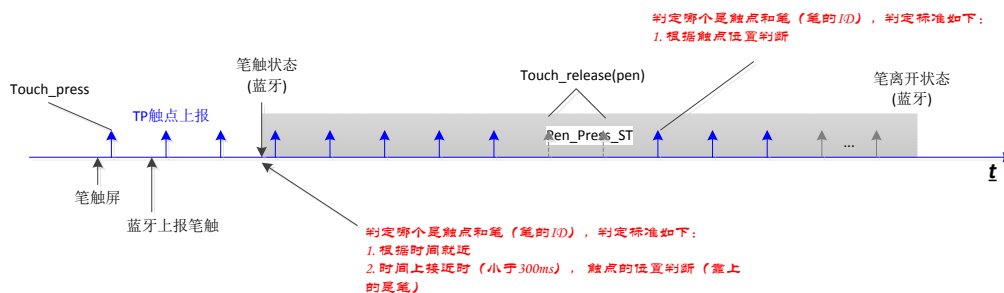 判定哪个是触点和笔（笔的ID），判定标准如下：
1. 根据触点位置判断
笔触状态
(蓝牙)
Touch_release(pen)
笔离开状态
(蓝牙)
Touch_press
TP触点上报
Pen_Press_ST
...
t
笔触屏
蓝牙上报笔触
判定哪个是触点和笔（笔的ID），判定标准如下：
1. 根据时间就近
2. 时间上接近时（小于300ms），触点的位置判断（靠上
的是笔）